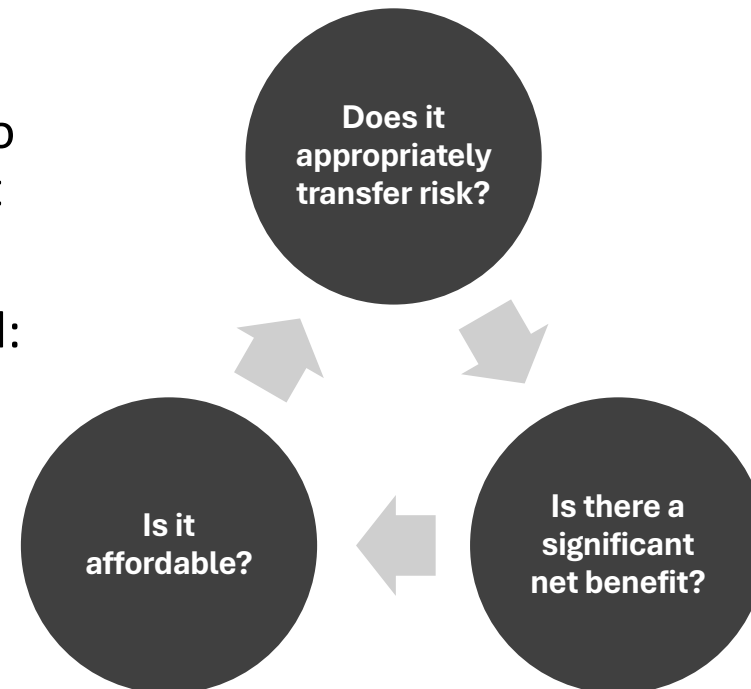 Does it
appropriately
transfer risk?
Is there a
significant
net benefit?
Is it
affordable?